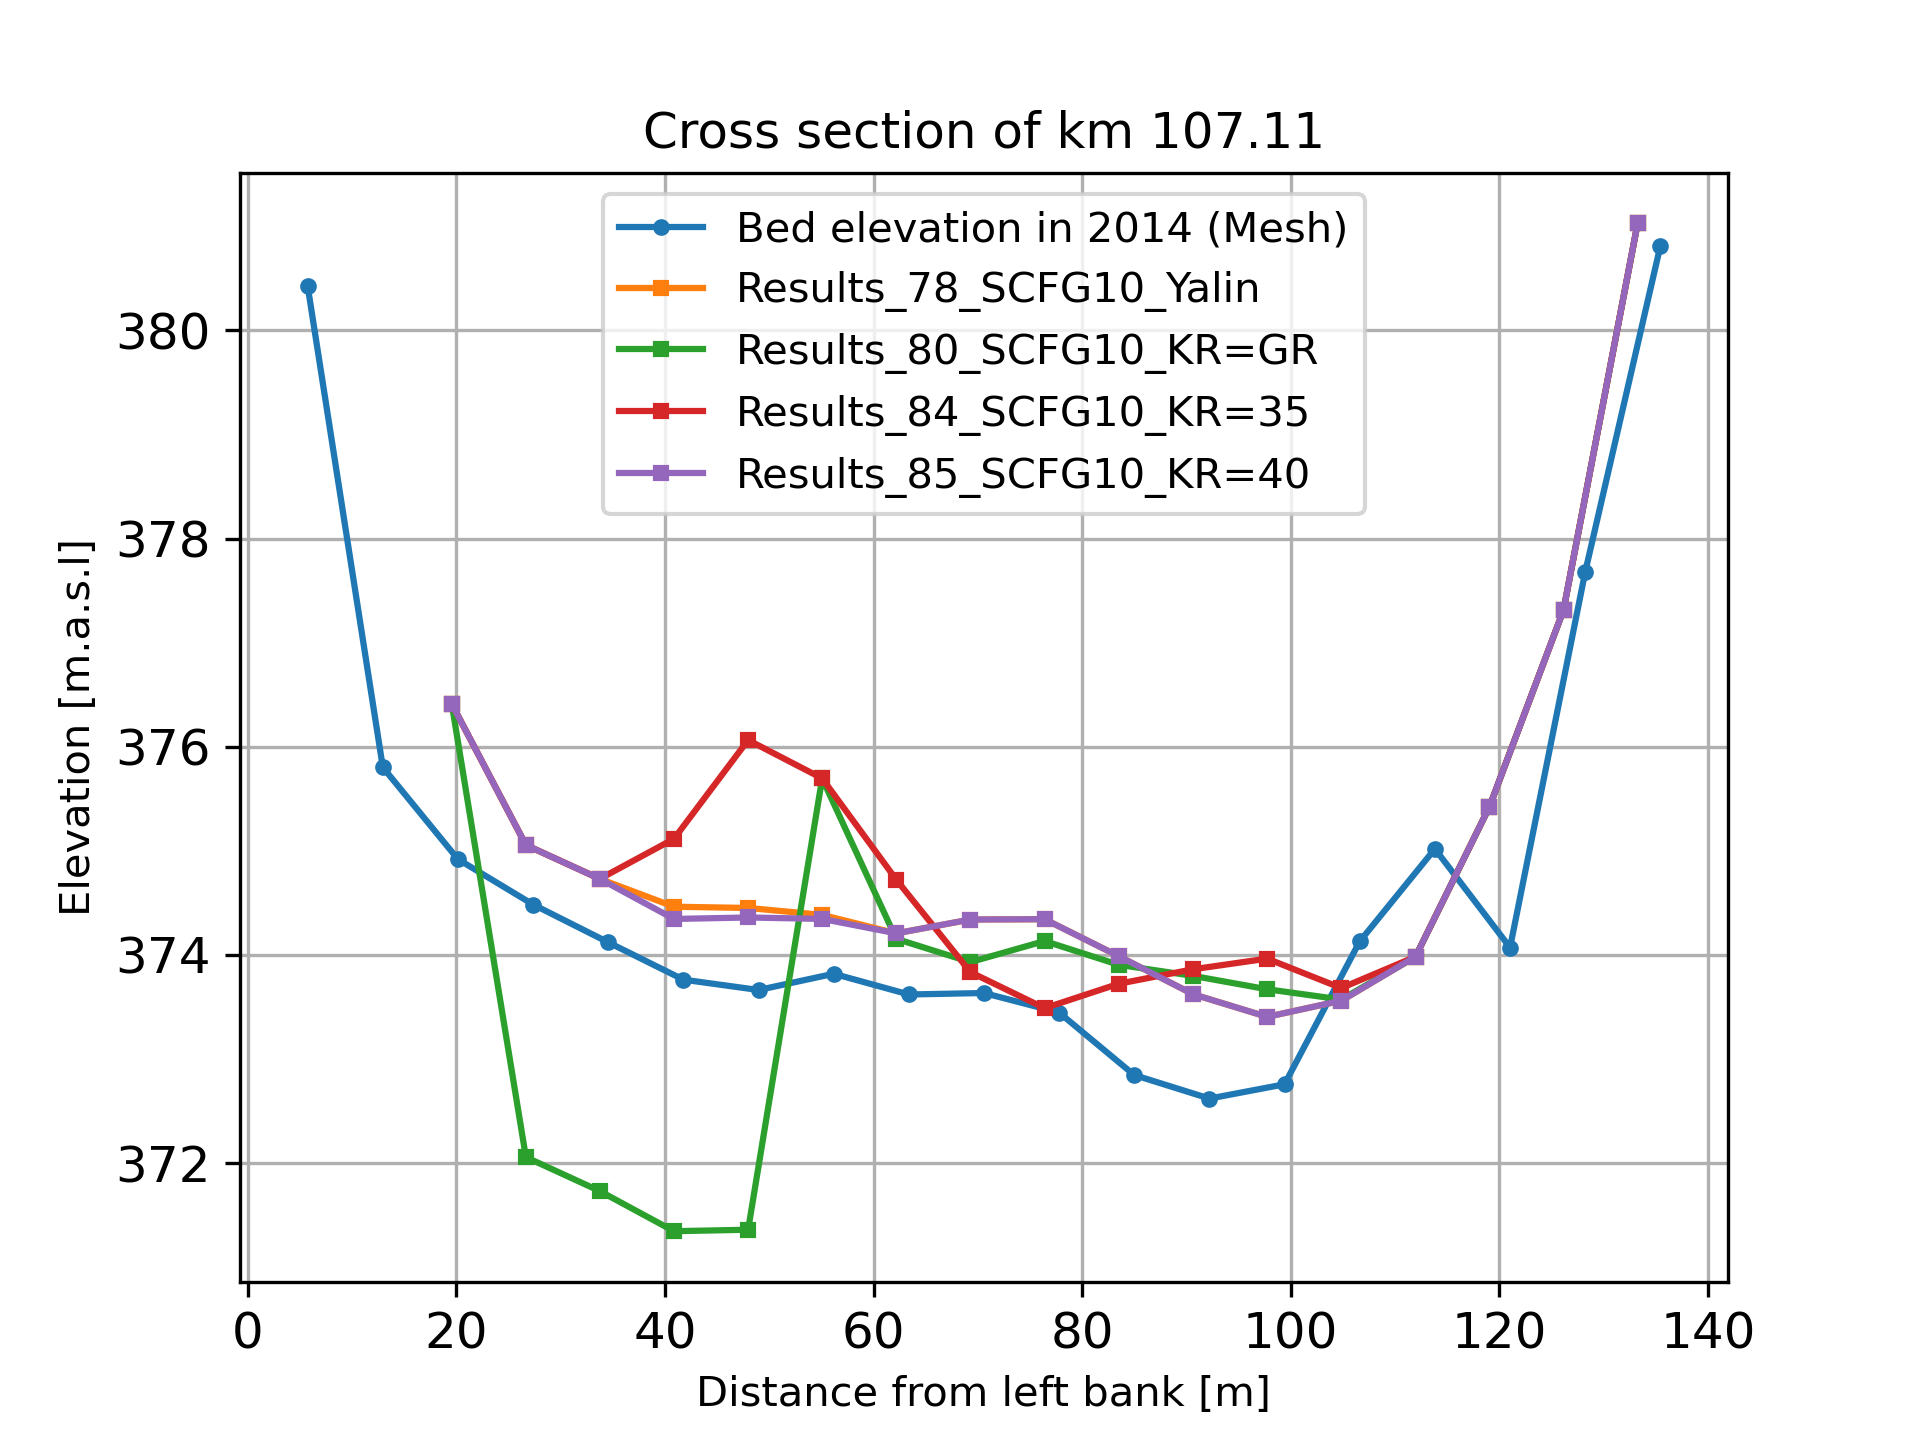 Cross section of km 107.11
Bed elevation in 2014 (Mesh)
Results_78_SCFG10_Yalin
Results_80_SCFG10_KR=GR
Results_84_SCFG10_KR=35
Results_85_SCFG10_KR=40
380
378
376
374
372
Elevation [m.a.s.l]
0 20 40 60 80 100 120 140
Distance from left bank [m]